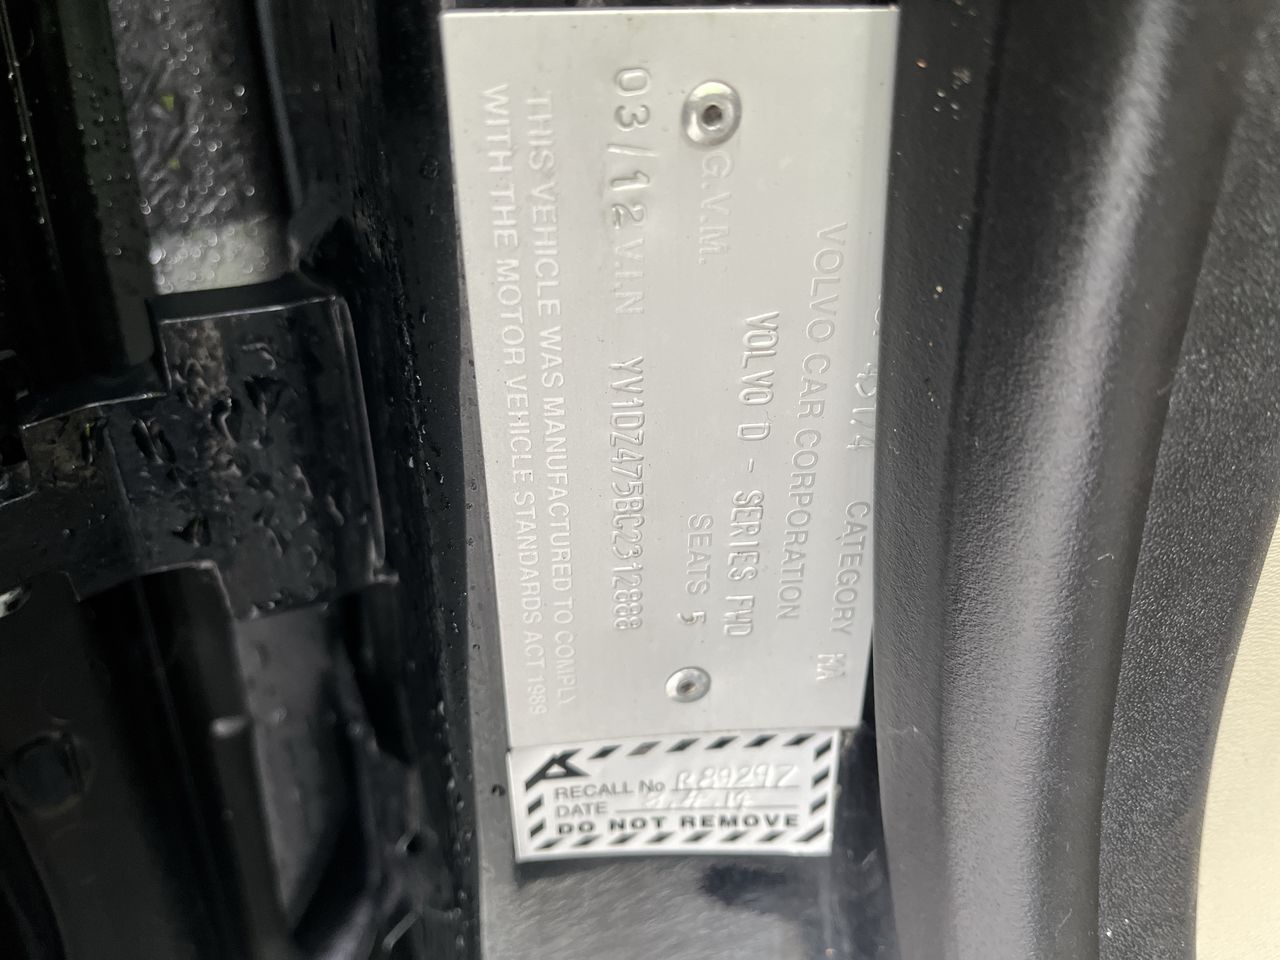 CATEGORY MA
VOLVO CAR CORPORATION
VOLVO D - SERIES FWD
G.V.M. SEATS 5
03/12 V.I.N YV1DZ475BC2312888
THIS VEHICLE WAS MANUFACTURED TO COMPLY
WITH THE MOTOR VEHICLE STANDARDS ACT 1989
RECALL No R89297
DATE
DO NOT REMOVE